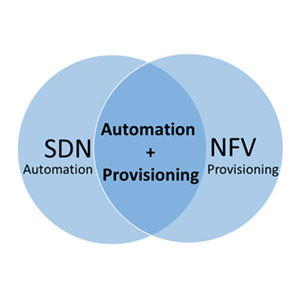 SDN
Automation
Automation
+
Provisioning
NFV
Provisioning